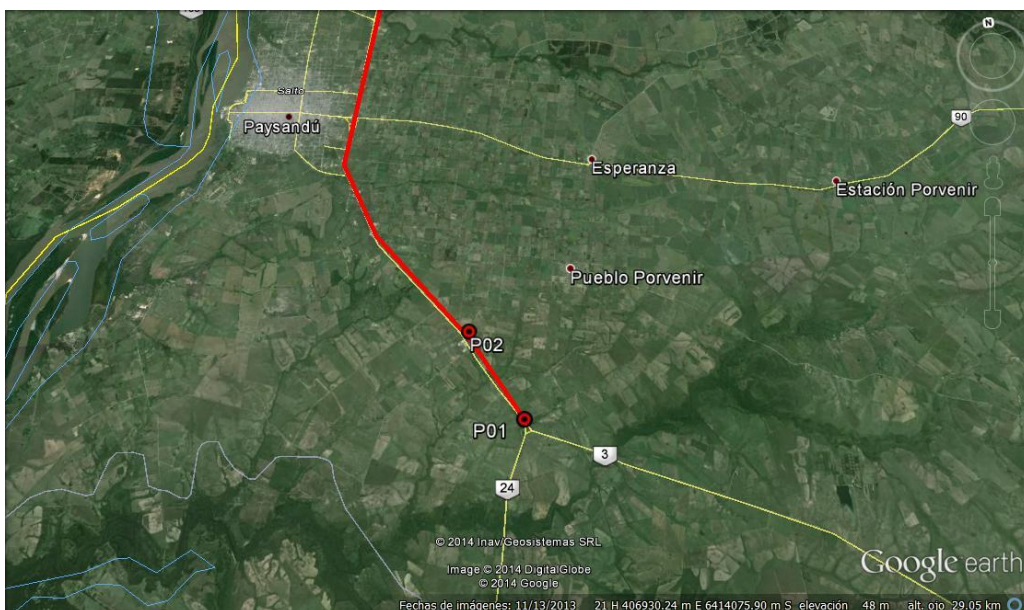 N
Salto
Paysandú
90
Esperanza
Estación Porvenir
Pueblo Porvenir
P02
P01
3
24
© 2014 Inav/Geosistemas SRL
Image © 2014 DigitalGlobe
© 2014 Google
Google earth
Fechas de imágenes: 11/13/2013 21 H 406930.24 m E 6414075.90 m S elevación 48 m alt. ojo 29.05 km